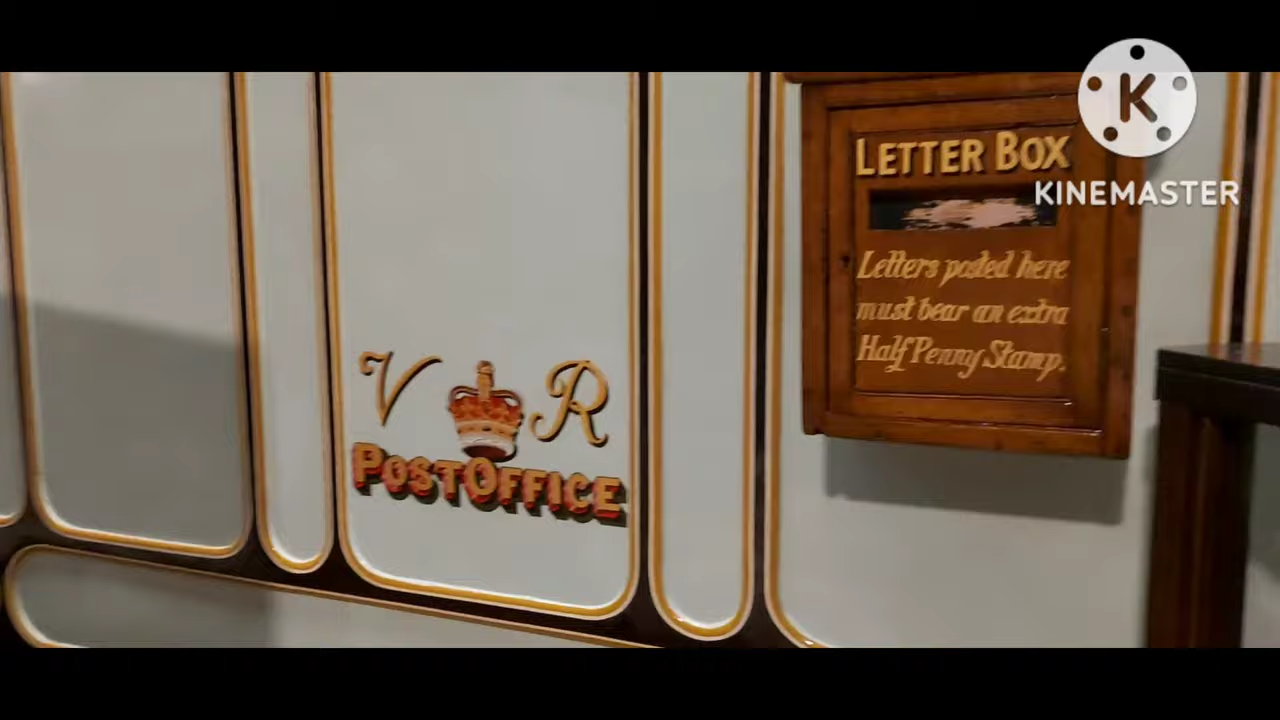 V R
POSTOFFICE
LETTER BOX
Letters posted here
must bear an extra
Half Penny Stamp.
K
KINEMASTER